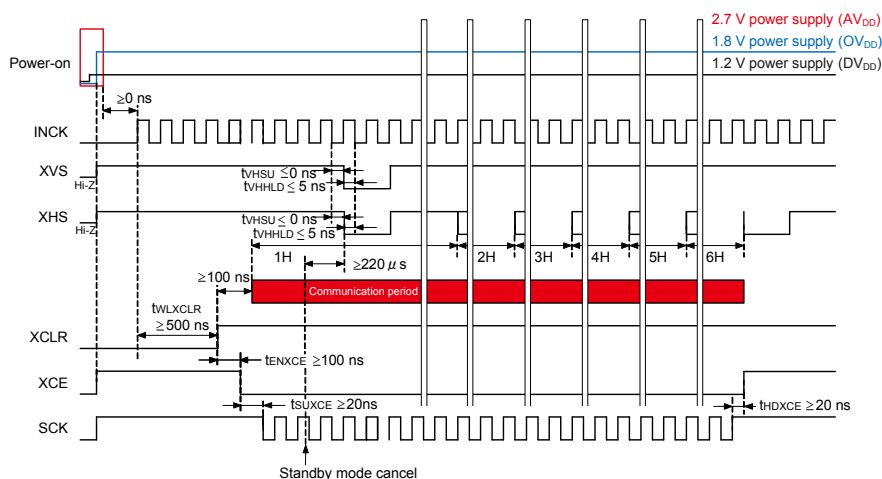 2.7 V power supply (AVDD)
1.8 V power supply (OVDD)
Power-on
1.2 V power supply (DVDD)
≥0 ns
INCK
XVS
Hi-Z
tVHSU ≤0 ns
tVHHLD ≤ 5 ns
XHS
Hi-Z
tVHSU ≤ 0 ns
tVHHLD ≤ 5 ns
1H
2H
3H
4H
5H
6H
≥220 μ s
≥100 ns
Communication period
tWLXCLR
≥500 ns
XCLR
tENXCE ≥100 ns
XCE
tSUXCE ≥20ns
tHDXCE ≥ 20 ns
SCK
Standby mode cancel